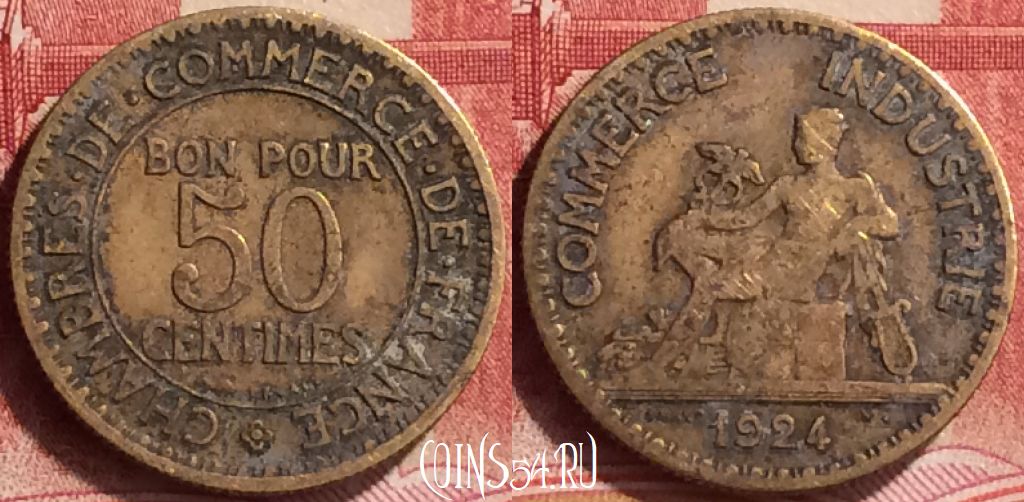 CHAMBRES·DE·COMMERCE·DE·FRANCE
BON POUR
50
CENTIMES
COMMERCE INDUSTRIE
1924
COINS54.RU